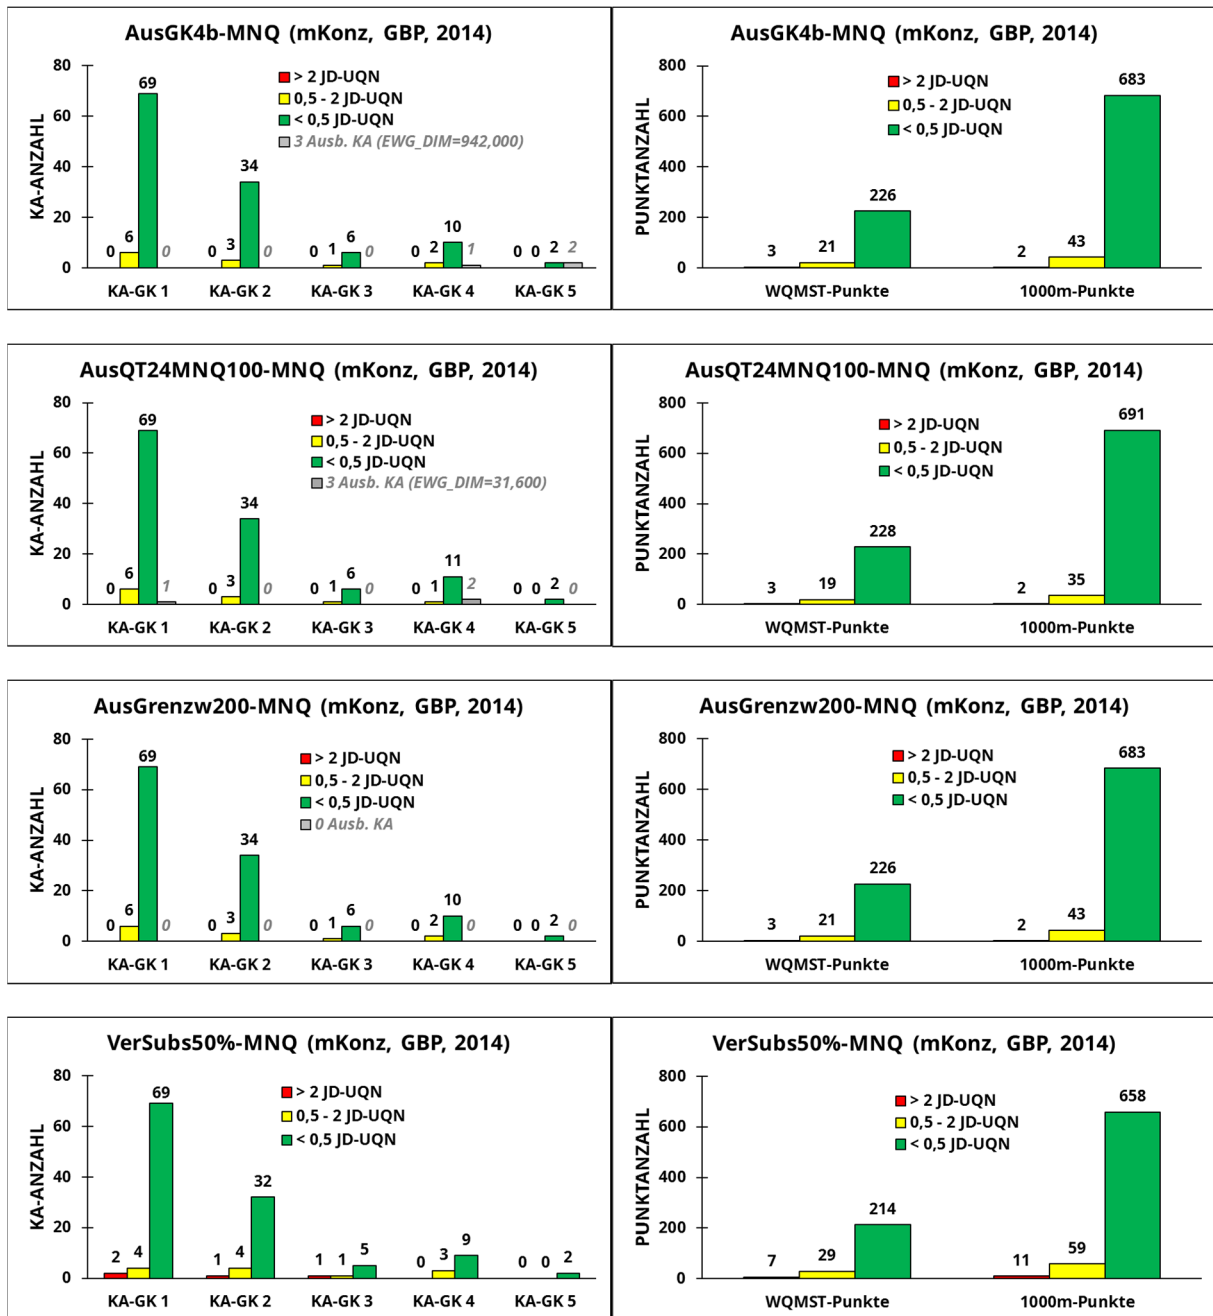 AusGK4b-MNQ (mKonz, GBP, 2014)
KA-ANZAHL
80
60
40
20
0
> 2 JD-UQN
0,5 - 2 JD-UQN
< 0,5 JD-UQN
3 Ausb. KA (EWG_DIM=942,000)
0 6 69 0
0 3 34 0
0 1 6 0
0 2 10 1
0 0 2 2
KA-GK 1 KA-GK 2 KA-GK 3 KA-GK 4 KA-GK 5
AusGK4b-MNQ (mKonz, GBP, 2014)
PUNKTANZAHL
800
600
400
200
0
> 2 JD-UQN
0,5 - 2 JD-UQN
< 0,5 JD-UQN
3 21 226
2 43 683
WQMST-Punkte 1000m-Punkte
AusQT24MNQ100-MNQ (mKonz, GBP, 2014)
KA-ANZAHL
80
60
40
20
0
> 2 JD-UQN
0,5 - 2 JD-UQN
< 0,5 JD-UQN
3 Ausb. KA (EWG_DIM=31,600)
0 6 69 1
0 3 34 0
0 1 6 0
0 1 11 2
0 0 2 0
KA-GK 1 KA-GK 2 KA-GK 3 KA-GK 4 KA-GK 5
AusQT24MNQ100-MNQ (mKonz, GBP, 2014)
PUNKTANZAHL
800
600
400
200
0
> 2 JD-UQN
0,5 - 2 JD-UQN
< 0,5 JD-UQN
3 19 228
2 35 691
WQMST-Punkte 1000m-Punkte
AusGrenzw200-MNQ (mKonz, GBP, 2014)
KA-ANZAHL
80
60
40
20
0
> 2 JD-UQN
0,5 - 2 JD-UQN
< 0,5 JD-UQN
0 Ausb. KA
0 6 69 0
0 3 34 0
0 1 6 0
0 2 10 0
0 0 2 0
KA-GK 1 KA-GK 2 KA-GK 3 KA-GK 4 KA-GK 5
AusGrenzw200-MNQ (mKonz, GBP, 2014)
PUNKTANZAHL
800
600
400
200
0
> 2 JD-UQN
0,5 - 2 JD-UQN
< 0,5 JD-UQN
3 21 226
2 43 683
WQMST-Punkte 1000m-Punkte
VerSubs50%-MNQ (mKonz, GBP, 2014)
KA-ANZAHL
80
60
40
20
0
> 2 JD-UQN
0,5 - 2 JD-UQN
< 0,5 JD-UQN
2 4 69
1 4 32
1 1 5
0 3 9
0 0 2
KA-GK 1 KA-GK 2 KA-GK 3 KA-GK 4 KA-GK 5
VerSubs50%-MNQ (mKonz, GBP, 2014)
PUNKTANZAHL
800
600
400
200
0
> 2 JD-UQN
0,5 - 2 JD-UQN
< 0,5 JD-UQN
7 29 214
11 59 658
WQMST-Punkte 1000m-Punkte